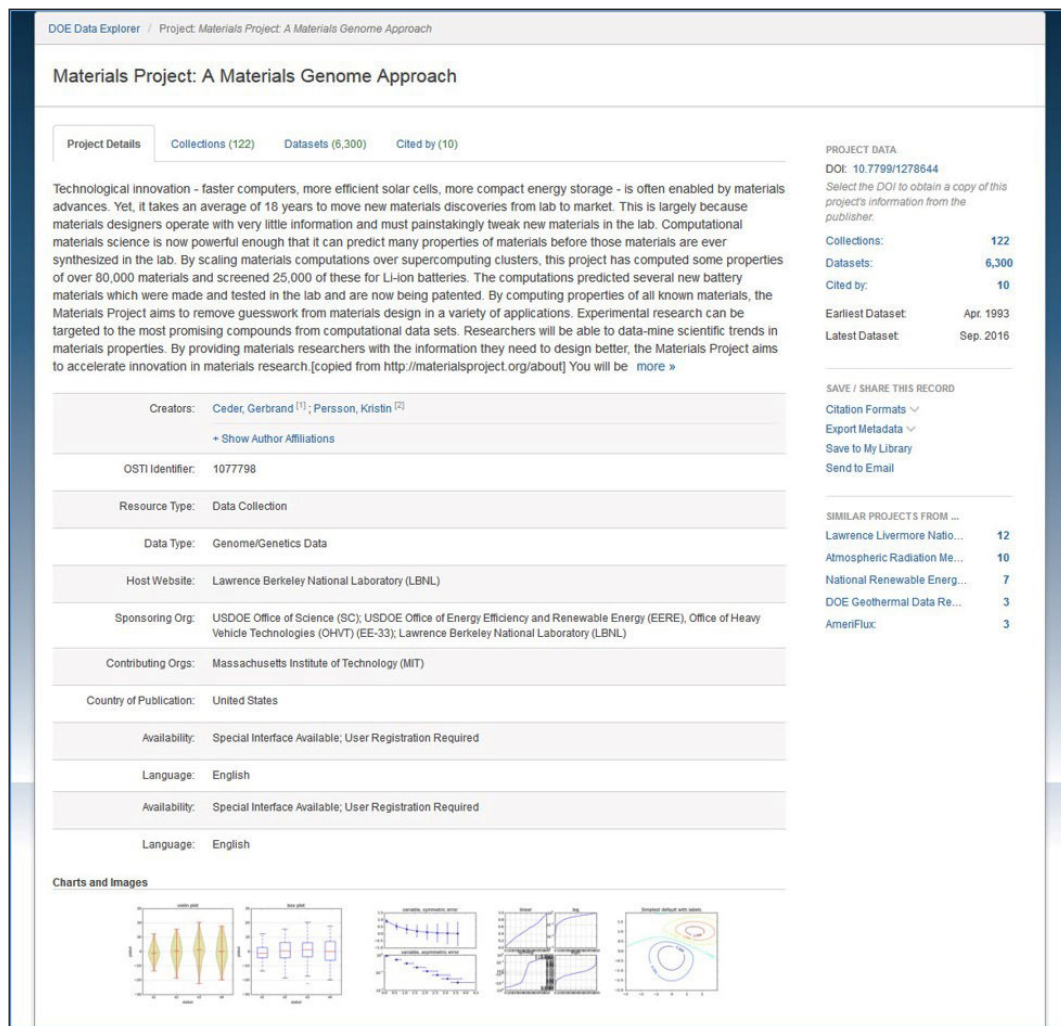 DOE Data Explorer / Project: Materials Project: A Materials Genome Approach
Materials Project: A Materials Genome Approach
Project Details
Collections (122)
Datasets (6,300)
Cited by (10)
Technological innovation - faster computers, more efficient solar cells, more compact energy storage - is often enabled by materials
advances. Yet, it takes an average of 18 years to move new materials discoveries from lab to market. This is largely because
materials designers operate with very little information and must painstakingly tweak new materials in the lab. Computational
materials science is now powerful enough that it can predict many properties of materials before those materials are ever
synthesized in the lab. By scaling materials computations over supercomputing clusters, this project has computed some properties
of over 80,000 materials and screened 25,000 of these for Li-ion batteries. The computations predicted several new battery
materials which were made and tested in the lab and are now being patented. By computing properties of all known materials, the
Materials Project aims to remove guesswork from materials design in a variety of applications. Experimental research can be
targeted to the most promising compounds from computational data sets. Researchers will be able to data-mine scientific trends in
materials properties. By providing materials researchers with the information they need to design better, the Materials Project aims
to accelerate innovation in materials research.[copied from http://materialsproject.org/about] You will be more »
Creators: Ceder, Gerbrand [1] ; Persson, Kristin [2]
+ Show Author Affiliations
OSTI Identifier: 1077798
Resource Type: Data Collection
Data Type: Genome/Genetics Data
Host Website: Lawrence Berkeley National Laboratory (LBNL)
Sponsoring Org: USDOE Office of Science (SC); USDOE Office of Energy Efficiency and Renewable Energy (EERE), Office of Heavy
Vehicle Technologies (OHVT) (EE-33); Lawrence Berkeley National Laboratory (LBNL)
Contributing Orgs: Massachusetts Institute of Technology (MIT)
Country of Publication: United States
Availability: Special Interface Available; User Registration Required
Language: English
Availability: Special Interface Available; User Registration Required
Language: English
Charts and Images
violin plot
box plot
variable, symmetric error
variable, asymmetric error
linear
log
Simplest default with labels
PROJECT DATA
DOI: 10.7799/1278644
Select the DOI to obtain a copy of this
project's information from the
publisher.
Collections: 122
Datasets: 6,300
Cited by: 10
Earliest Dataset: Apr. 1993
Latest Dataset: Sep. 2016
SAVE / SHARE THIS RECORD
Citation Formats
Export Metadata
Save to My Library
Send to Email
SIMILAR PROJECTS FROM ...
Lawrence Livermore Natio... 12
Atmospheric Radiation Me... 10
National Renewable Energ... 7
DOE Geothermal Data Re... 3
AmeriFlux: 3